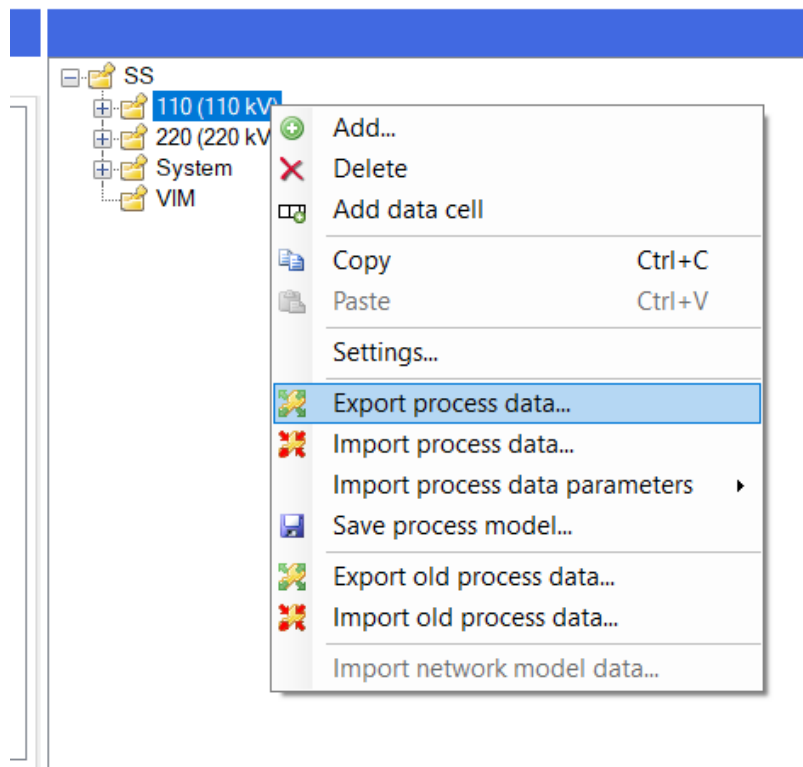 SS
110 (110 kV)
220 (220 kV
System
VIM
Add...
Delete
Add data cell
Copy Ctrl+C
Paste Ctrl+V
Settings...
Export process data...
Import process data...
Import process data parameters
Save process model...
Export old process data...
Import old process data...
Import network model data...